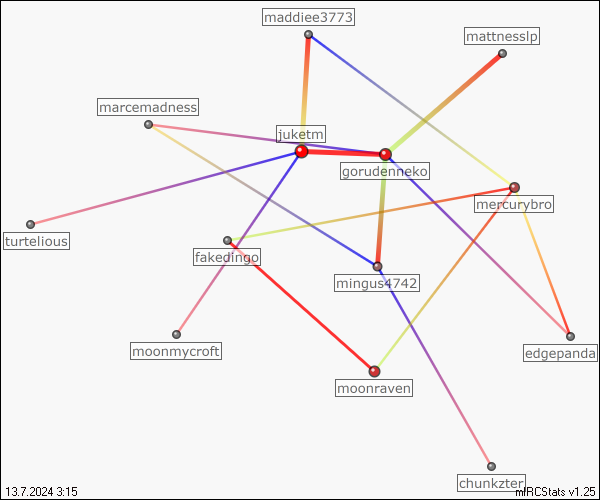 maddiee3773
mattnesslp
marcemadness
juketm
gorudenneko
mercurybro
turtelious
fakedingo
mingus4742
moonmycroft
edgepanda
moonraven
chunkzter
13.7.2024 3:15
mIRCStats v1.25